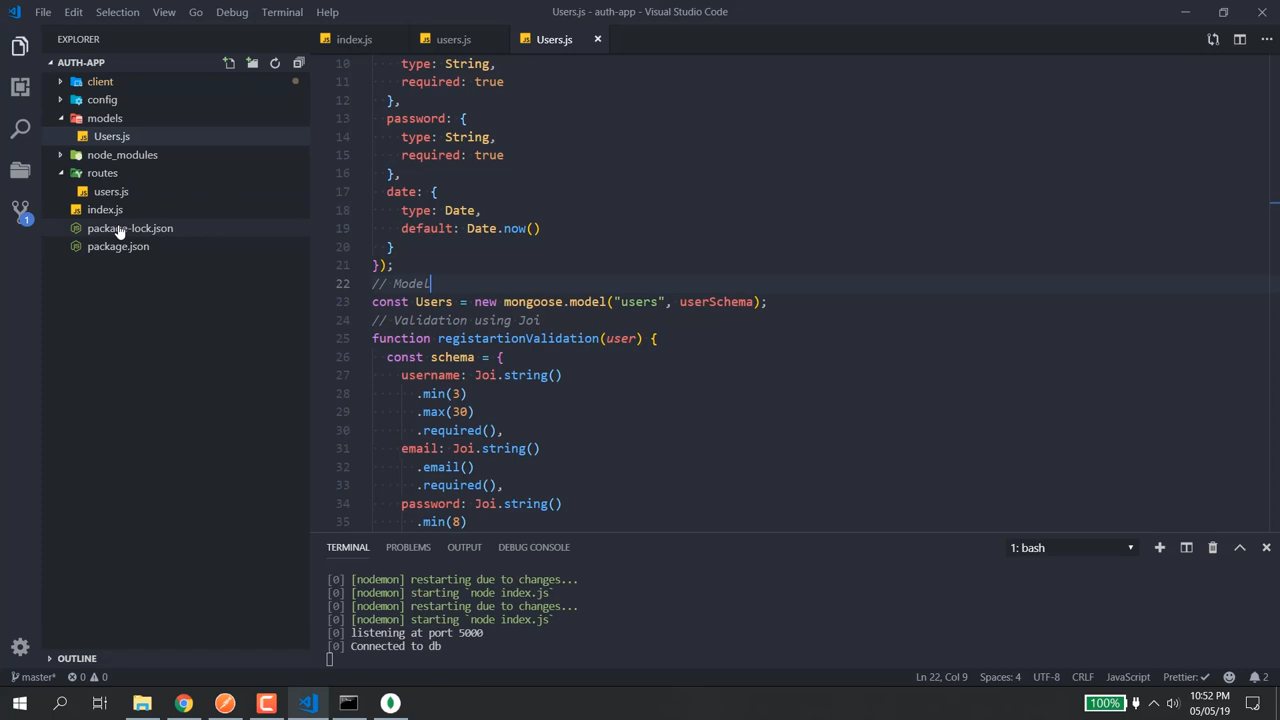 File Edit Selection View Go Debug Terminal Help
Users.js - auth-app - Visual Studio Code
EXPLORER
index.js
users.js
Users.js
AUTH-APP
client
config
models
Users.js
node_modules
routes
users.js
index.js
package-lock.json
package.json
OUTLINE
1
10 type: String,
11 required: true
12 },
13 password: {
14 type: String,
15 required: true
16 },
17 date: {
18 type: Date,
19 default: Date.now()
20 }
21 });
22 // Model
23 const Users = new mongoose.model("users", userSchema);
24 // Validation using Joi
25 function registartionValidation(user) {
26 const schema = {
27 username: Joi.string()
28 .min(3)
29 .max(30)
30 .required(),
31 email: Joi.string()
32 .email()
33 .required(),
34 password: Joi.string()
35 .min(8)
TERMINAL PROBLEMS OUTPUT DEBUG CONSOLE
1: bash
[0] [nodemon] restarting due to changes...
[0] [nodemon] starting `node index.js`
[0] [nodemon] restarting due to changes...
[0] [nodemon] starting `node index.js`
[0] listening at port 5000
[0] Connected to db
master* 0 0
Ln 22, Col 9 Spaces: 4 UTF-8 CRLF JavaScript Prettier: ✓ 2
100%
10:52 PM
05/05/19